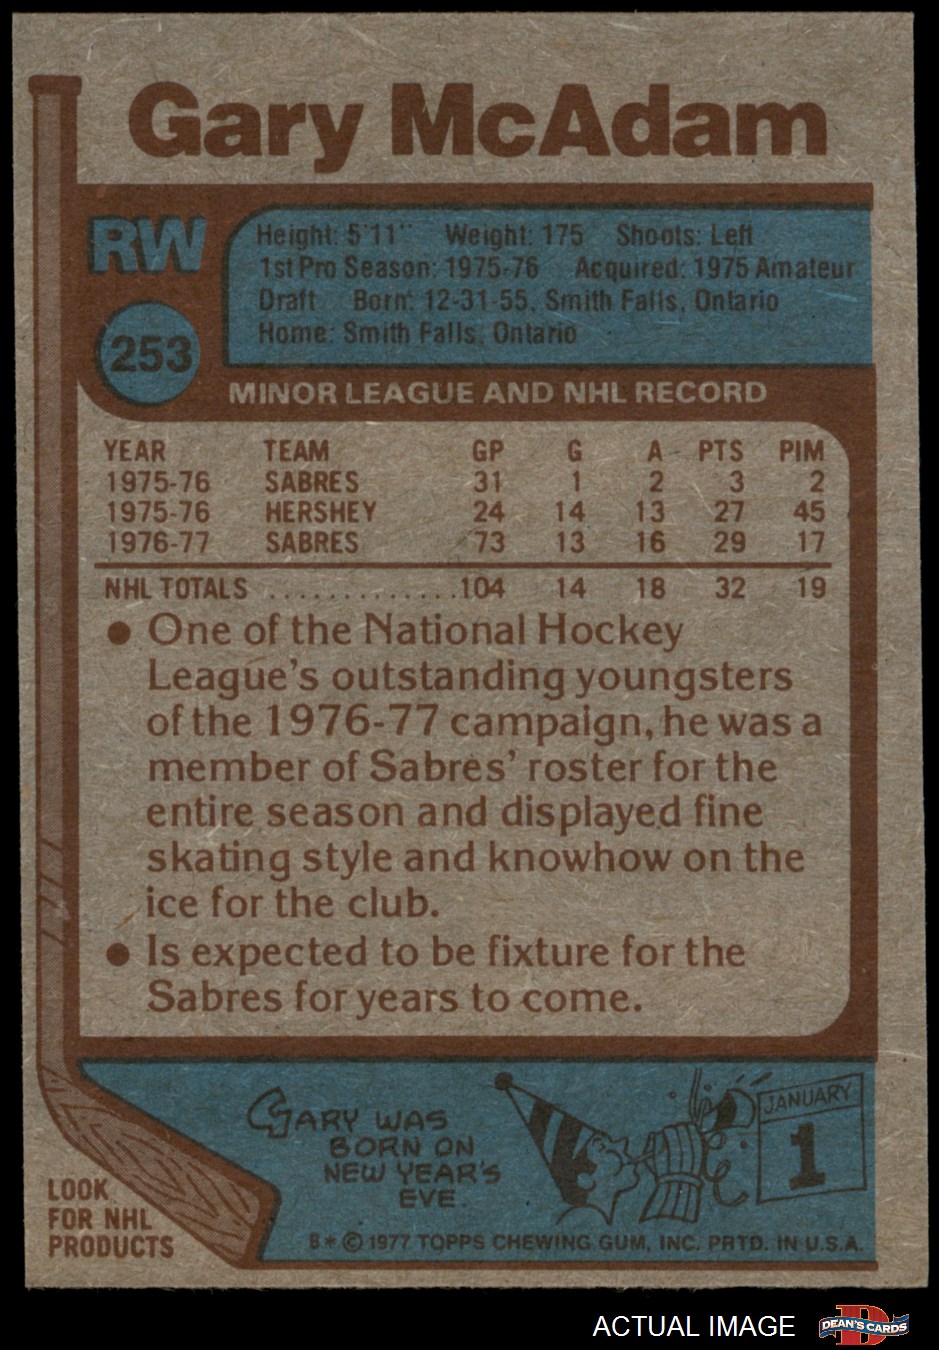 Gary McAdam
RW
253
Height: 5'11" Weight: 175 Shoots: Left
1st Pro Season: 1975-76 Acquired: 1975 Amateur
Draft Born: 12-31-55, Smith Falls, Ontario
Home: Smith Falls, Ontario
MINOR LEAGUE AND NHL RECORD
YEAR TEAM GP G A PTS PIM
1975-76 SABRES 31 1 2 3 2
1975-76 HERSHEY 24 14 13 27 45
1976-77 SABRES 73 13 16 29 17
NHL TOTALS ..............104 14 18 32 19
● One of the National Hockey
League's outstanding youngsters
of the 1976-77 campaign, he was a
member of Sabres' roster for the
entire season and displayed fine
skating style and knowhow on the
ice for the club.
● Is expected to be fixture for the
Sabres for years to come.
GARY WAS
BORN ON
NEW YEAR'S
EVE.
JANUARY
1
LOOK
FOR NHL
PRODUCTS
B* © 1977 TOPPS CHEWING GUM, INC. PRTD. IN U.S.A.
ACTUAL IMAGE
D
DEAN'S CARDS